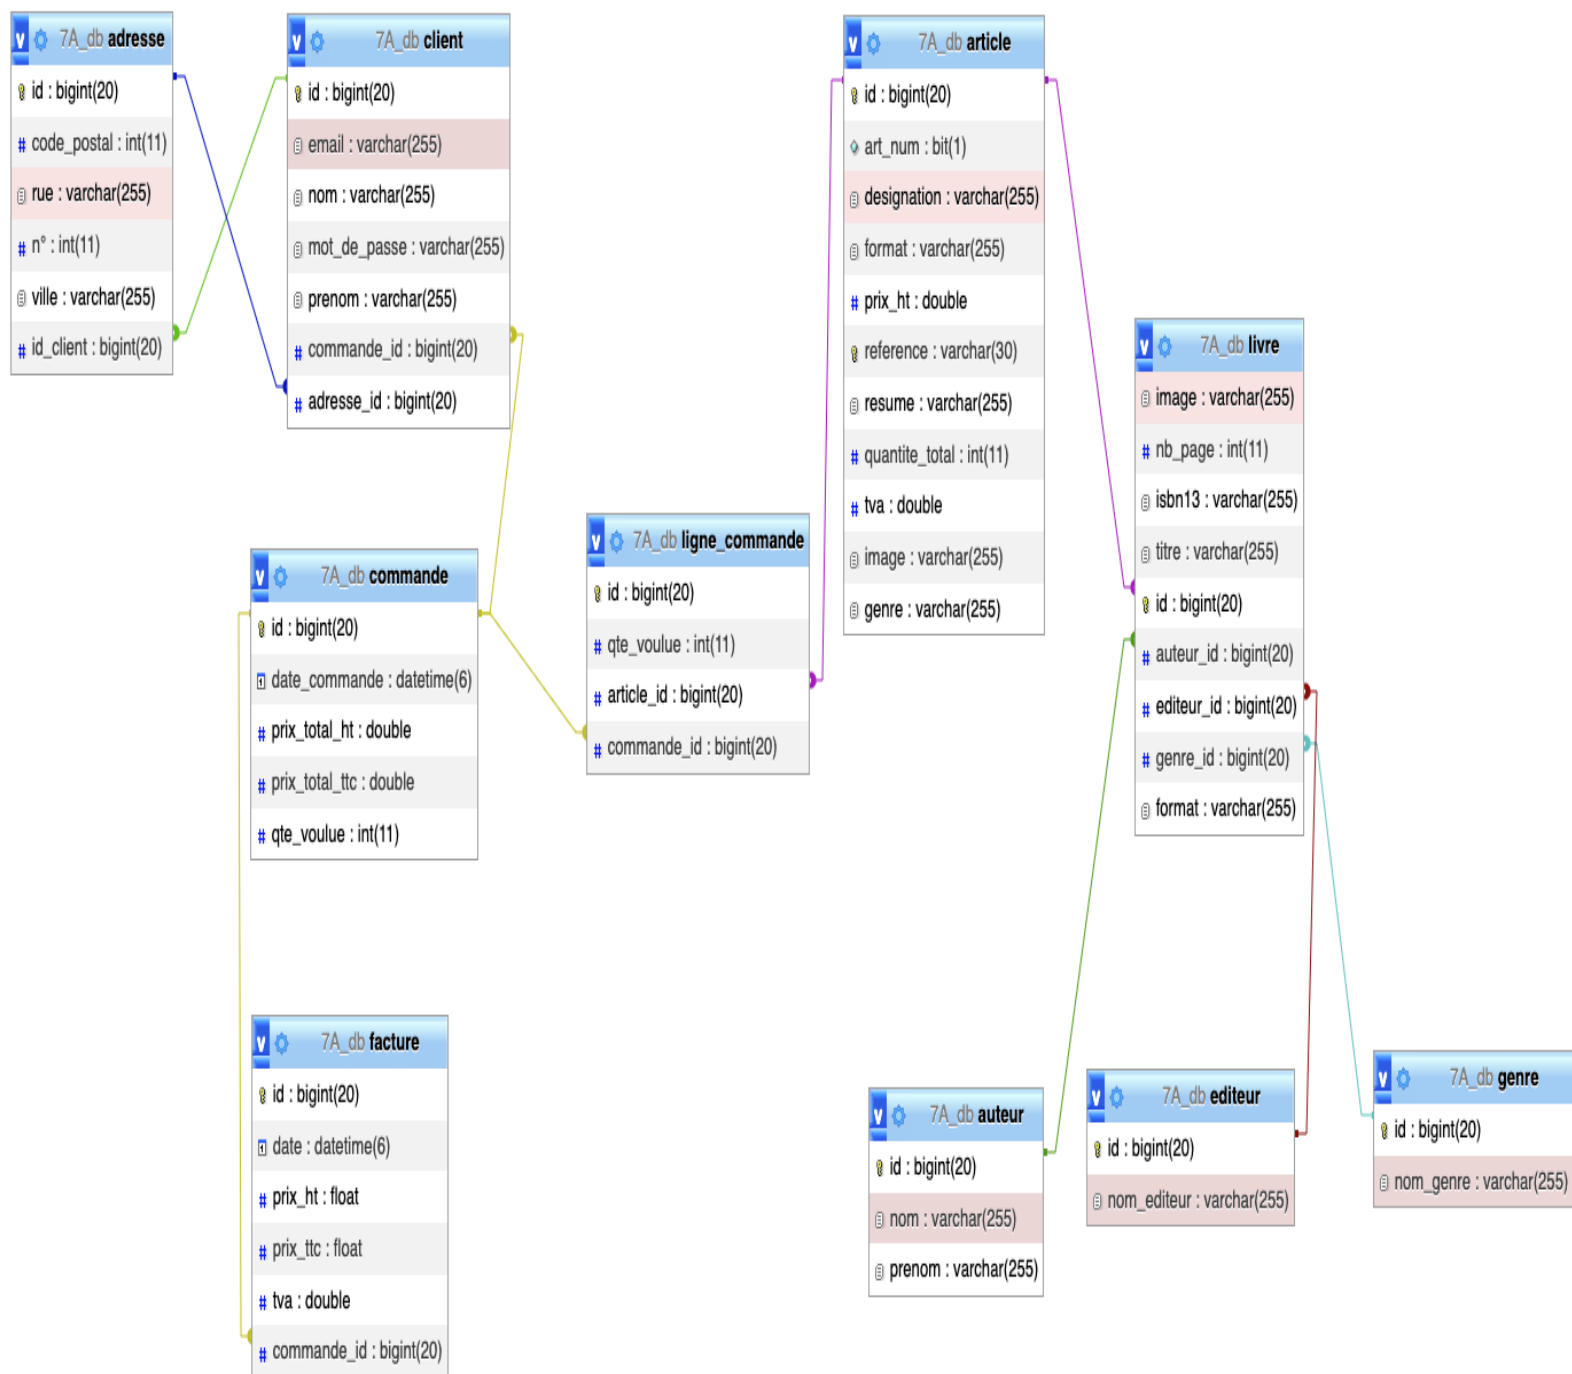 7A_db adresse
id : bigint(20)
code_postal : int(11)
rue : varchar(255)
n° : int(11)
ville : varchar(255)
id_client : bigint(20)
7A_db client
id : bigint(20)
email : varchar(255)
nom : varchar(255)
mot_de_passe : varchar(255)
prenom : varchar(255)
commande_id : bigint(20)
adresse_id : bigint(20)
7A_db article
id : bigint(20)
art_num : bit(1)
designation : varchar(255)
format : varchar(255)
prix_ht : double
reference : varchar(30)
resume : varchar(255)
quantite_total : int(11)
tva : double
image : varchar(255)
genre : varchar(255)
7A_db livre
image : varchar(255)
nb_page : int(11)
isbn13 : varchar(255)
titre : varchar(255)
id : bigint(20)
auteur_id : bigint(20)
editeur_id : bigint(20)
genre_id : bigint(20)
format : varchar(255)
7A_db commande
id : bigint(20)
date_commande : datetime(6)
prix_total_ht : double
prix_total_ttc : double
qte_voulue : int(11)
7A_db ligne_commande
id : bigint(20)
qte_voulue : int(11)
article_id : bigint(20)
commande_id : bigint(20)
7A_db facture
id : bigint(20)
date : datetime(6)
prix_ht : float
prix_ttc : float
tva : double
commande_id : bigint(20)
7A_db auteur
id : bigint(20)
nom : varchar(255)
prenom : varchar(255)
7A_db editeur
id : bigint(20)
nom_editeur : varchar(255)
7A_db genre
id : bigint(20)
nom_genre : varchar(255)